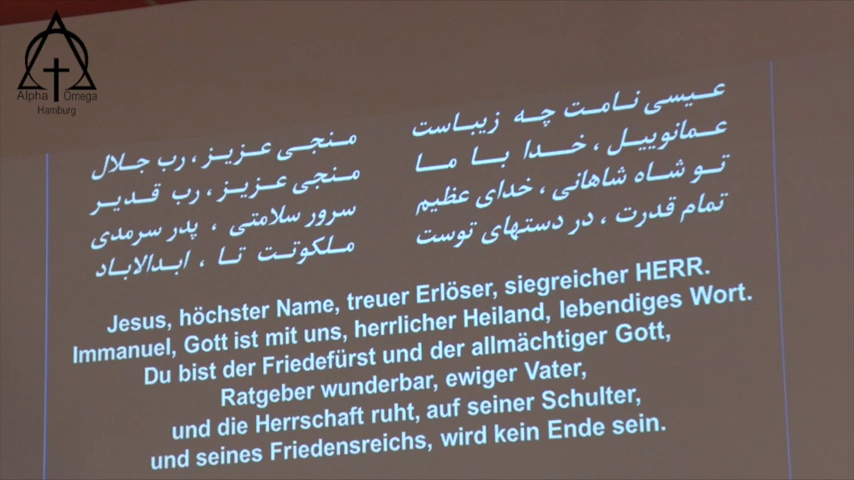 Alpha Omega
Hamburg
عیسی نامت چه زیباست منجی عزیز، رب جلال
عمانوییل، خدا با ما منجی عزیز، رب قدیر
تو شاه شاهانی، خدای عظیم سرور سلامتی، پدر سرمدی
تمام قدرت، در دستهای توست ملکوتت تا، ابدالاباد
Jesus, höchster Name, treuer Erlöser, siegreicher HERR.
Immanuel, Gott ist mit uns, herrlicher Heiland, lebendiges Wort.
Du bist der Friedefürst und der allmächtiger Gott,
Ratgeber wunderbar, ewiger Vater,
und die Herrschaft ruht, auf seiner Schulter,
und seines Friedensreichs, wird kein Ende sein.